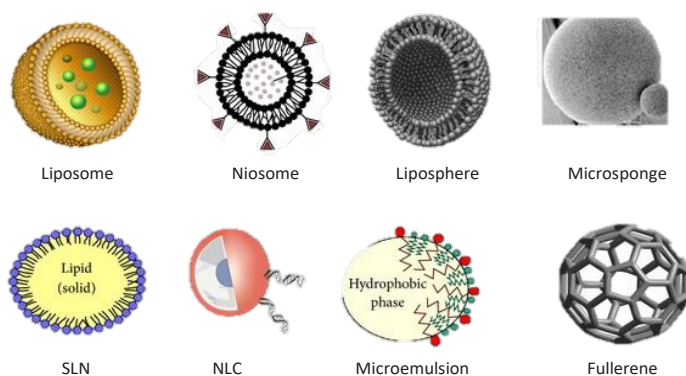 Liposome Niosome Liposphere Microsponge
Lipid
(solid)
Hydrophobic
phase
SLN NLC Microemulsion Fullerene